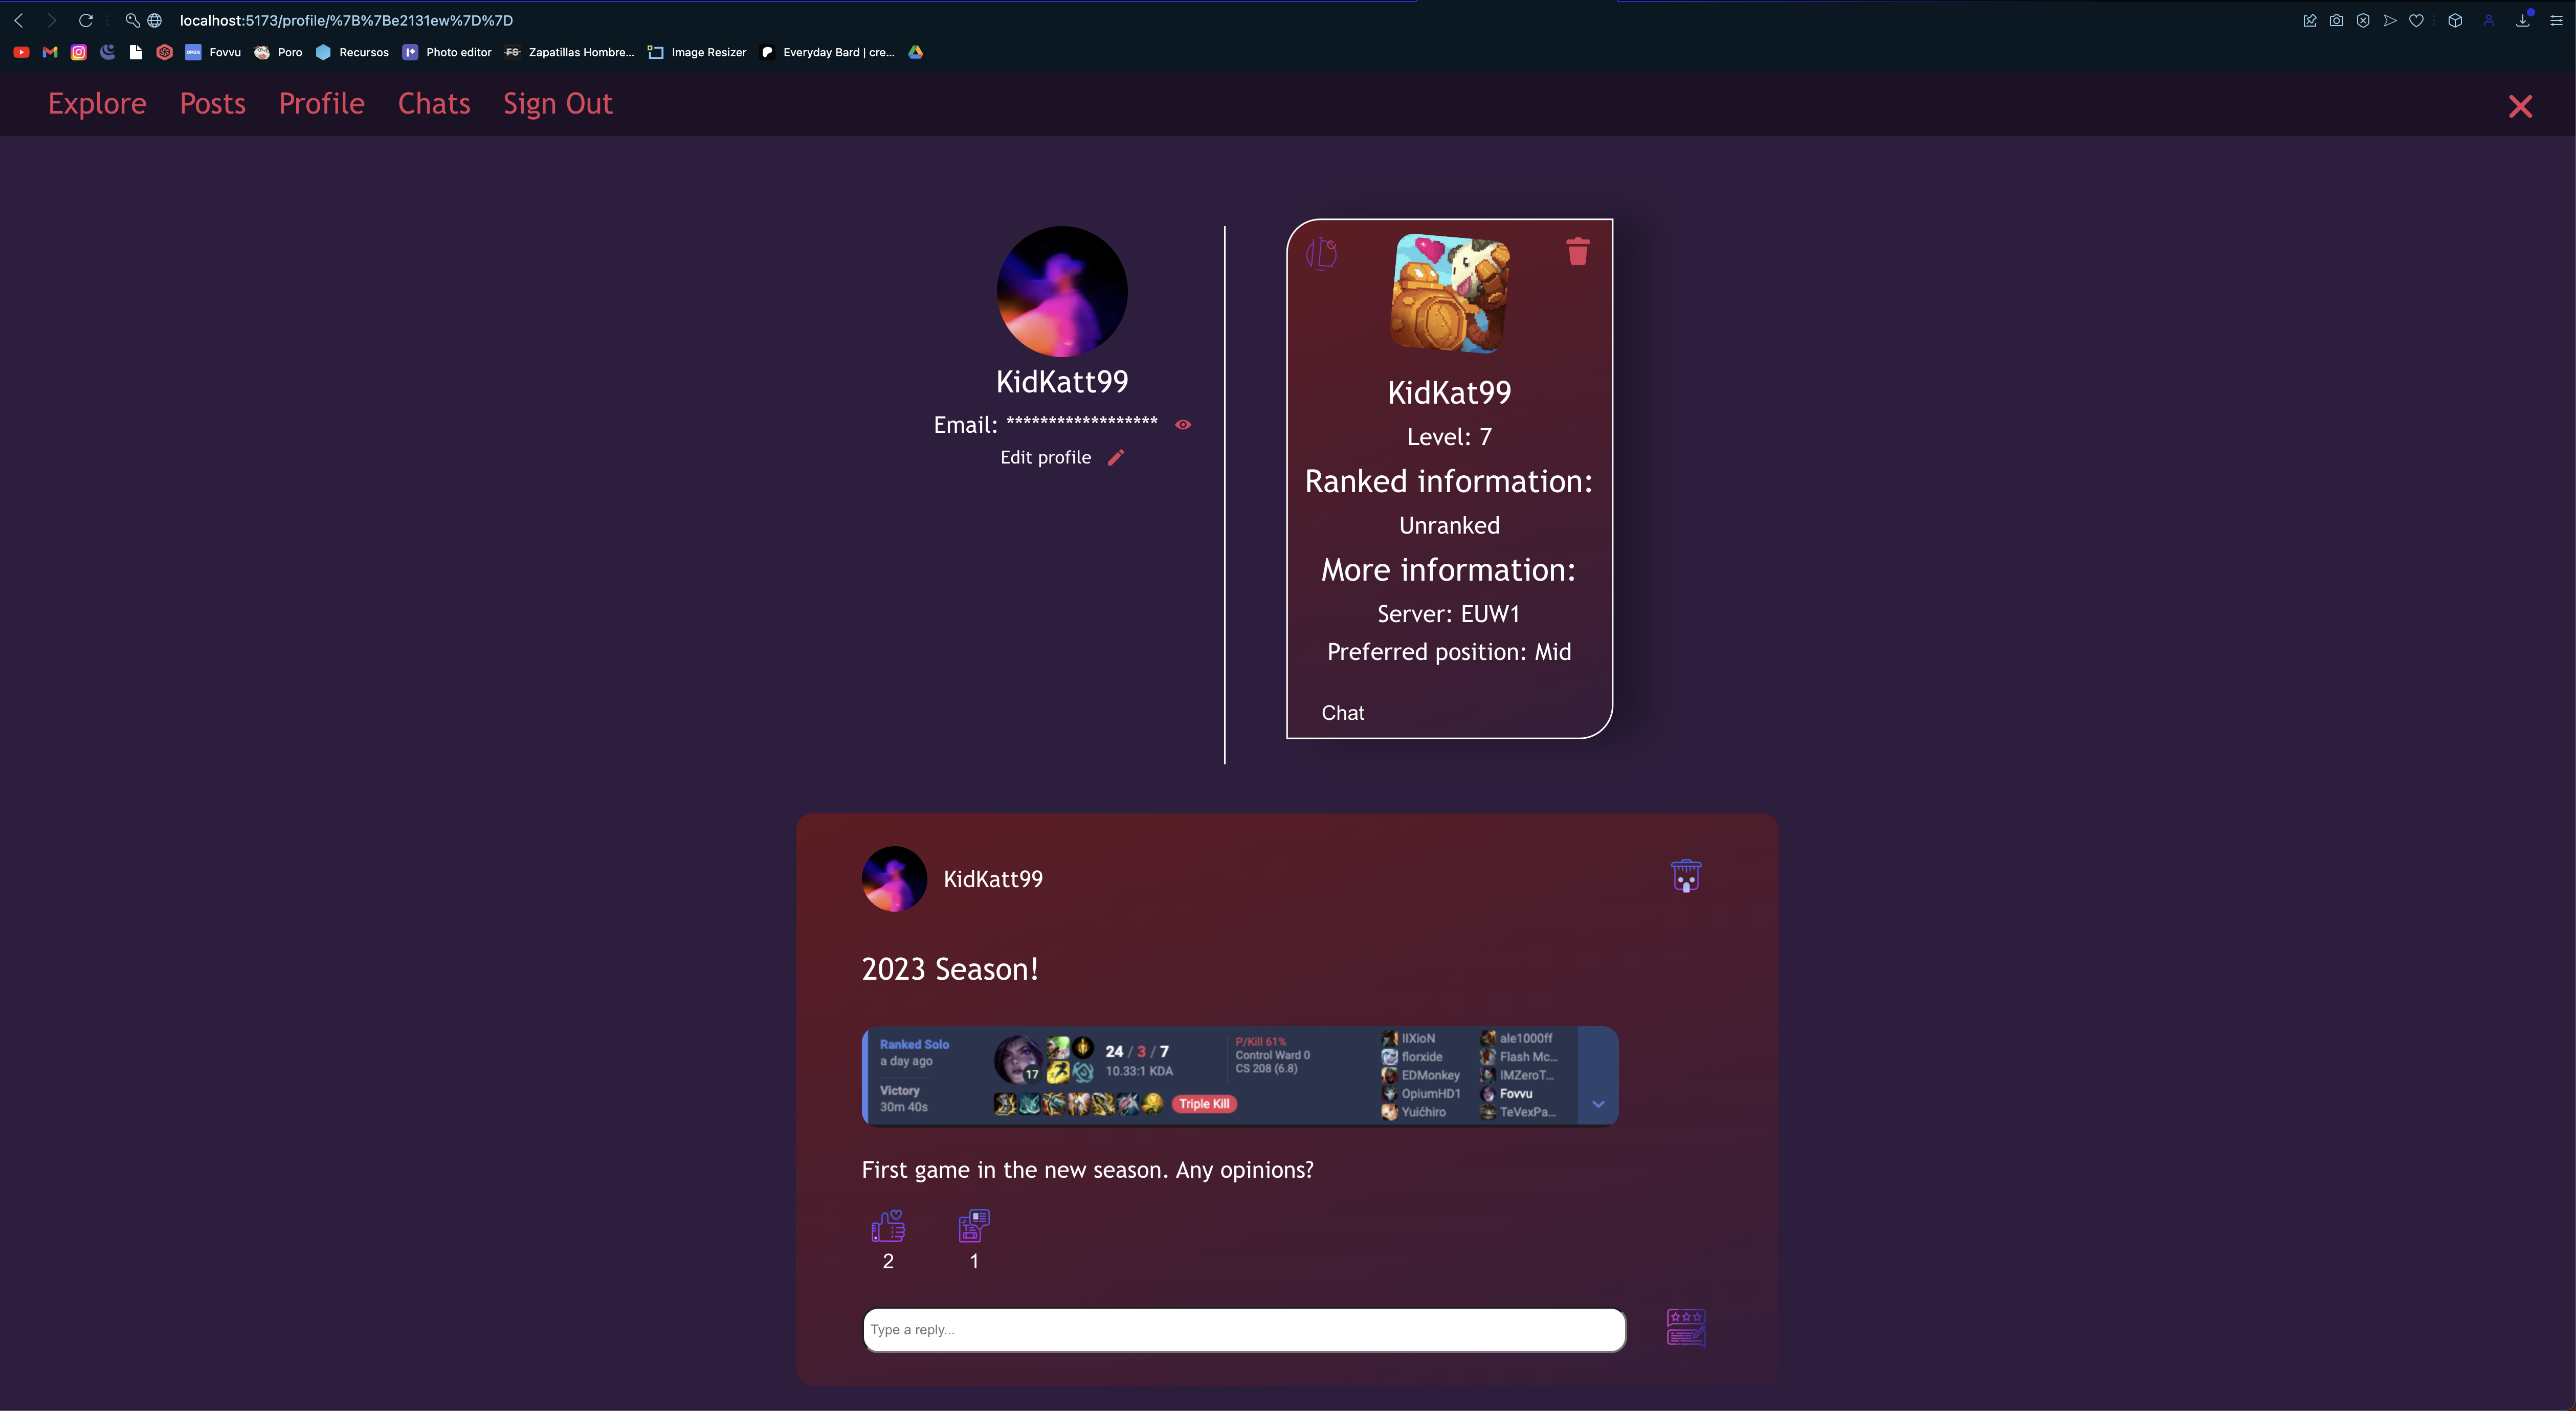 localhost:5173/profile/%7B%7Be2131ew%7D%7D
Fovvu Poro Recursos Photo editor FS Zapatillas Hombre... Image Resizer Everyday Bard | cre...
Explore Posts Profile Chats Sign Out
KidKatt99
Email: ******************
Edit profile
KidKat99
Level: 7
Ranked information:
Unranked
More information:
Server: EUW1
Preferred position: Mid
Chat
KidKatt99
2023 Season!
Ranked Solo
a day ago
Victory
30m 40s
17
24 / 3 / 7
10.33:1 KDA
Triple Kill
P/Kill 61%
Control Ward 0
CS 208 (6.8)
IIXioN
florxide
EDMonkey
OpiumHD1
Yuićhiro
ale1000ff
Flash Mc...
IMZeroT...
Fovvu
TeVexPa...
First game in the new season. Any opinions?
2 1
Type a reply...